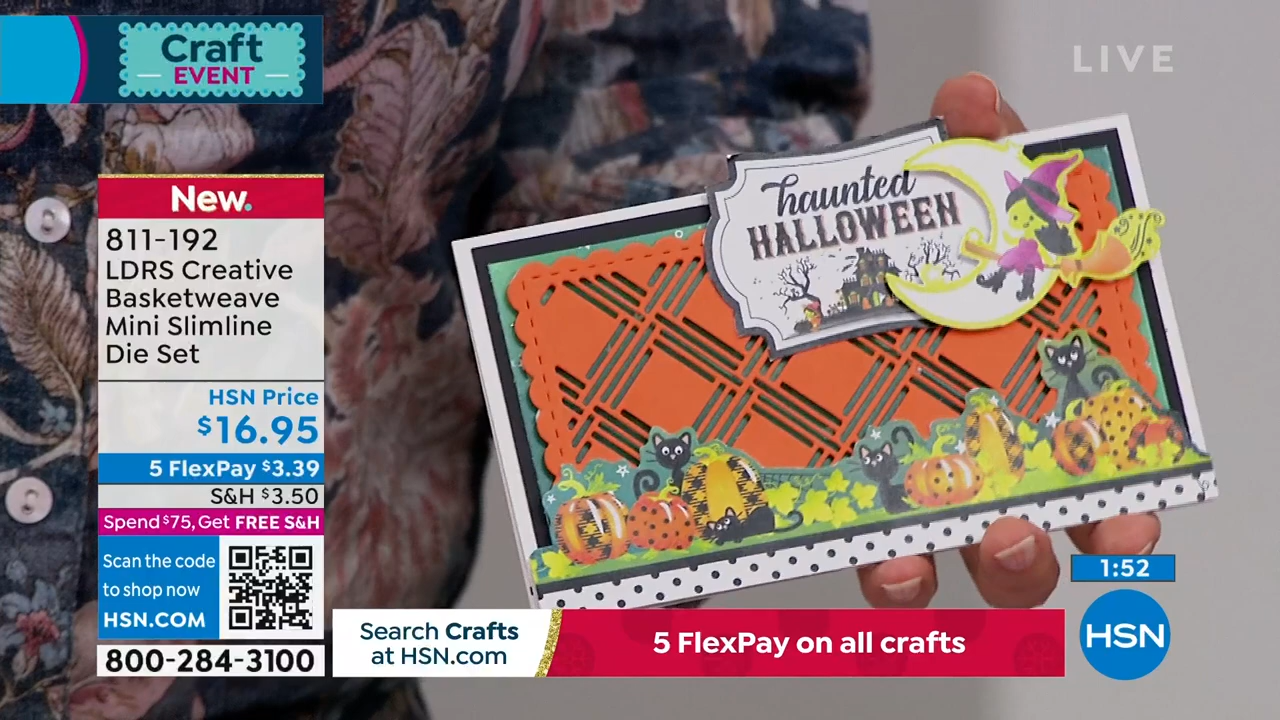 Craft
EVENT
LIVE
New.
811-192
LDRS Creative
Basketweave
Mini Slimline
Die Set
HSN Price
$16.95
5 FlexPay $3.39
S&H $3.50
Spend $75, Get FREE S&H
Scan the code
to shop now
HSN.COM
800-284-3100
haunted
HALLOWEEN
Search Crafts
at HSN.com
5 FlexPay on all crafts
1:52
HSN